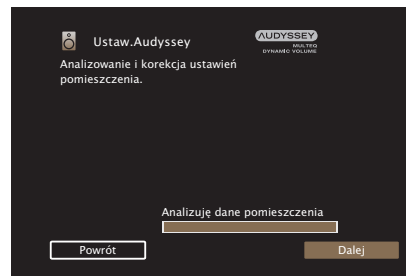 Ustaw.Audyssey
AUDYSSEY
MULTEQ
DYNAMIC VOLUME
Analizowanie i korekcja ustawień
pomieszczenia.
Analizuję dane pomieszczenia
Powrót
Dalej